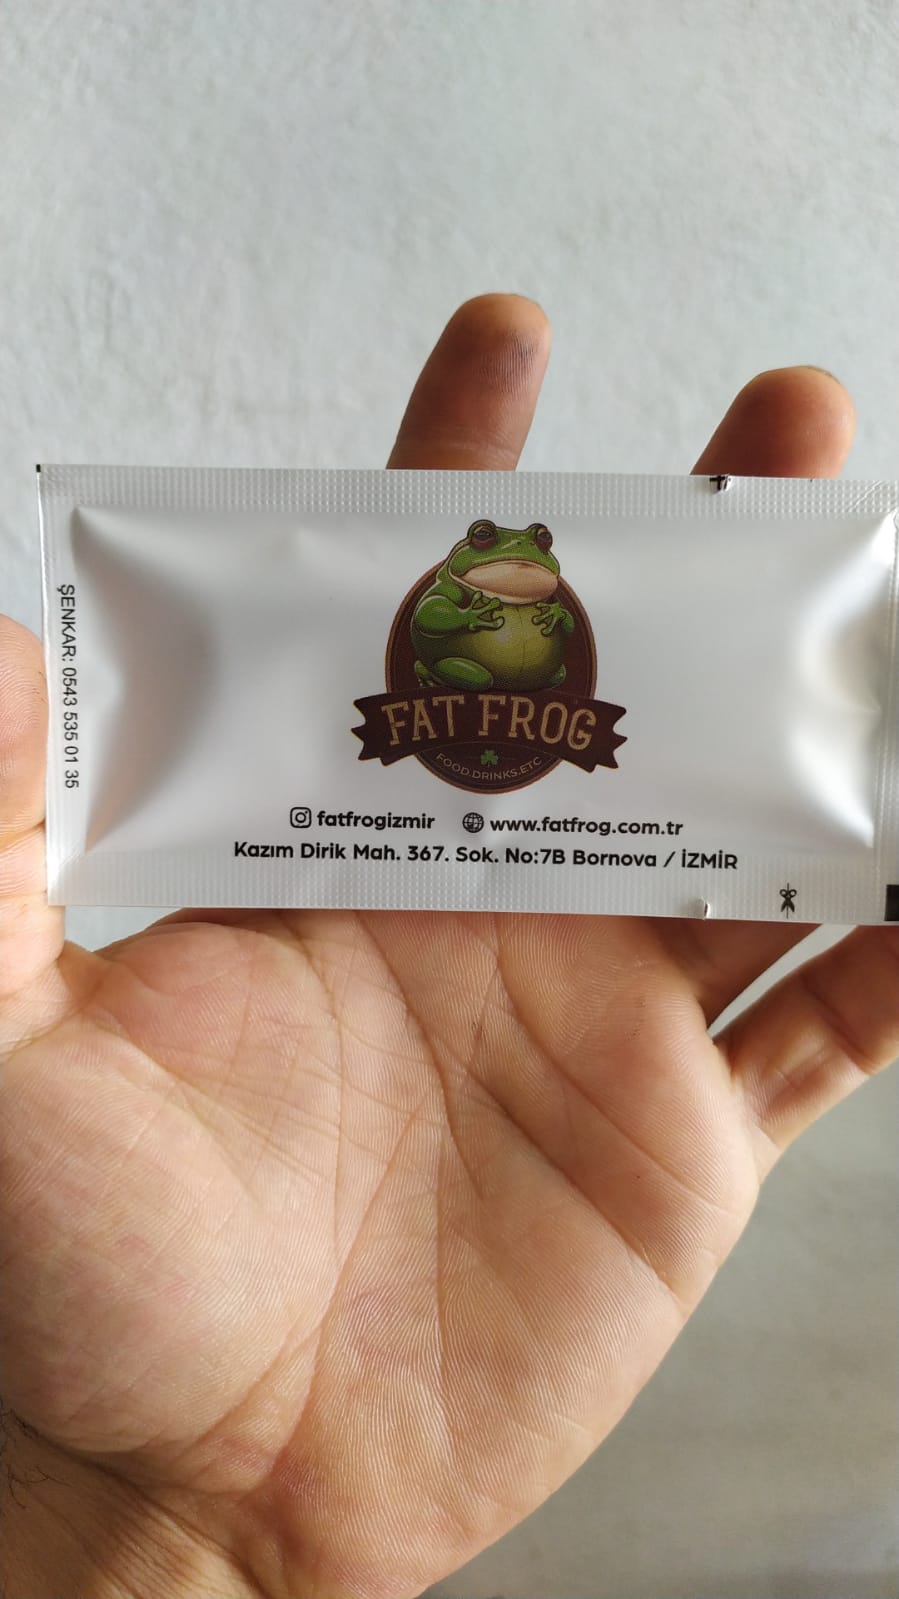 FAT FROG
FOOD.DRINKS.ETC
fatfrogizmir www.fatfrog.com.tr
Kazım Dirik Mah. 367. Sok. No:7B Bornova / İZMİR
ŞENKAR: 0543 535 01 35